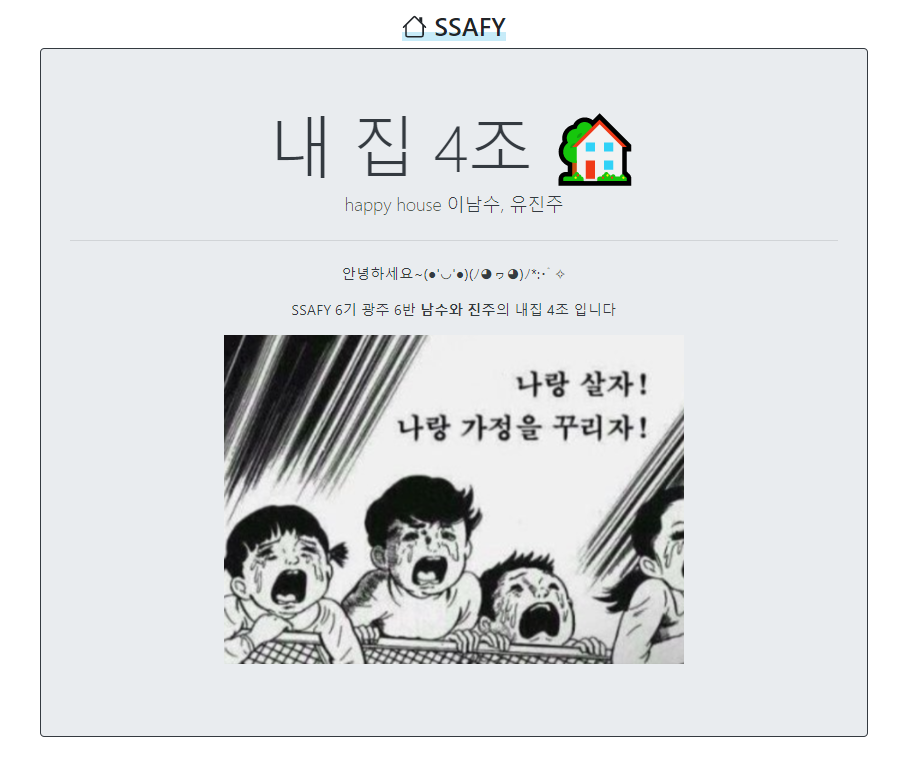 SSAFY
내 집 4조
happy house 이남수, 유진주
안녕하세요~(●'◡'●)(ﾉ◕ヮ◕)ﾉ*:･ﾟ✧
SSAFY 6기 광주 6반 남수와 진주의 내집 4조 입니다
나랑 살자!
나랑 가정을 꾸리자!